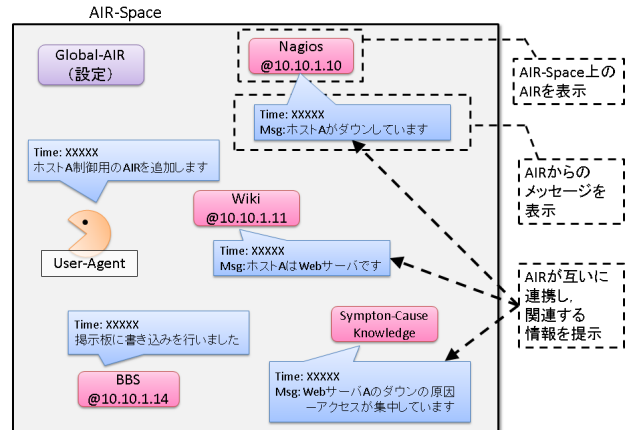 AIR-Space
Global-AIR
（設定）
Nagios
@10.10.1.10
AIR-Space上の
AIRを表示
Time: XXXXX
Msg:ホストAがダウンしています
Time: XXXXX
ホストA制御用のAIRを追加します
AIRからの
メッセージを
表示
User-Agent
Wiki
@10.10.1.11
Time: XXXXX
Msg:ホストAはWebサーバです
AIRが互いに
連携し,
関連する
情報を提示
Time: XXXXX
掲示板に書き込みを行いました
BBS
@10.10.1.14
Sympton-Cause
Knowledge
Time: XXXXX
Msg:WebサーバAのダウンの原因
ーアクセスが集中しています